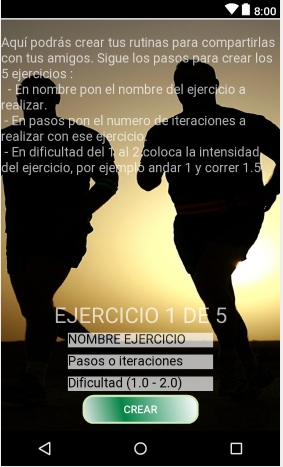 8:00
Aquí podrás crear tus rutinas para compartirlas
con tus amigos. Sigue los pasos para crear los
5 ejercicios :
- En nombre pon el nombre del ejercicio a
realizar.
- En pasos pon el numero de iteraciones a
realizar con ese ejercicio.
- En dificultad del 1 al 2,coloca la intensidad
del ejercicio, por ejemplo andar 1 y correr 1.5
EJERCICIO 1 DE 5
NOMBRE EJERCICIO
Pasos o iteraciones
Dificultad (1.0 - 2.0)
CREAR